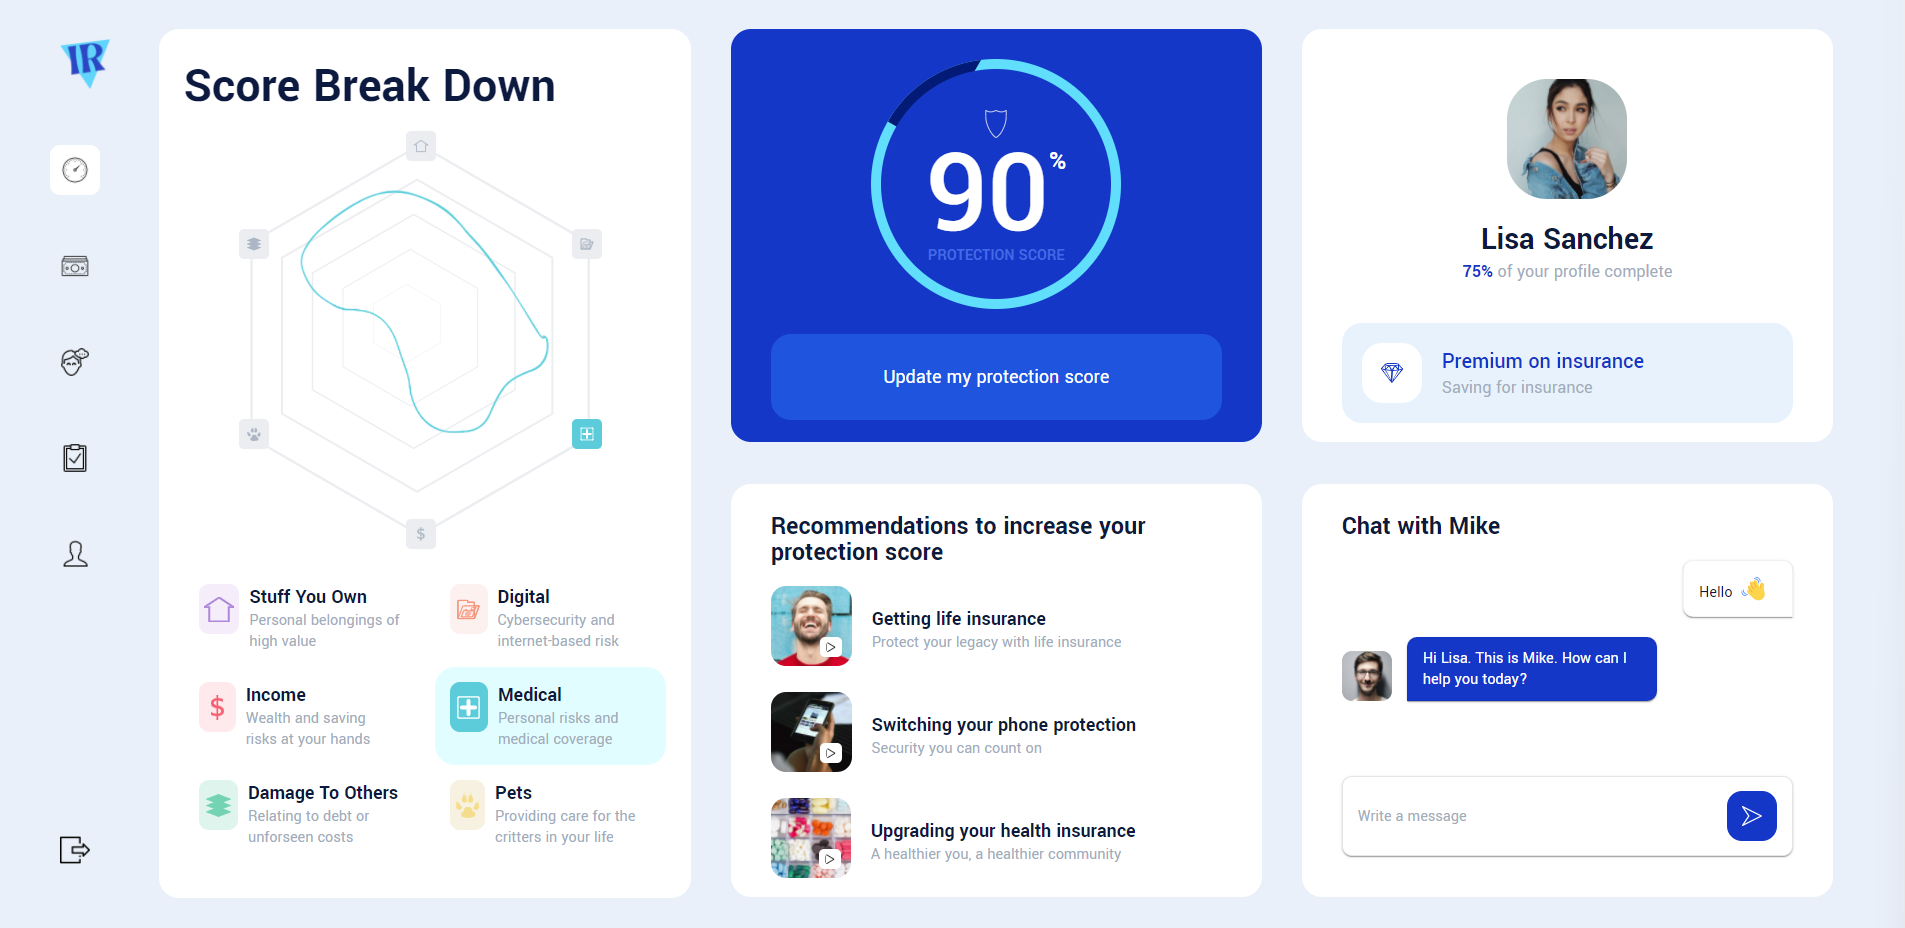 IR
Score Break Down
$
Stuff You Own
Personal belongings of
high value
Digital
Cybersecurity and
internet-based risk
$
Income
Wealth and saving
risks at your hands
Medical
Personal risks and
medical coverage
Damage To Others
Relating to debt or
unforseen costs
Pets
Providing care for the
critters in your life
90%
PROTECTION SCORE
Update my protection score
Recommendations to increase your
protection score
Getting life insurance
Protect your legacy with life insurance
Switching your phone protection
Security you can count on
Upgrading your health insurance
A healthier you, a healthier community
Lisa Sanchez
75% of your profile complete
Premium on insurance
Saving for insurance
Chat with Mike
Hello 👋
Hi Lisa. This is Mike. How can I
help you today?
Write a message